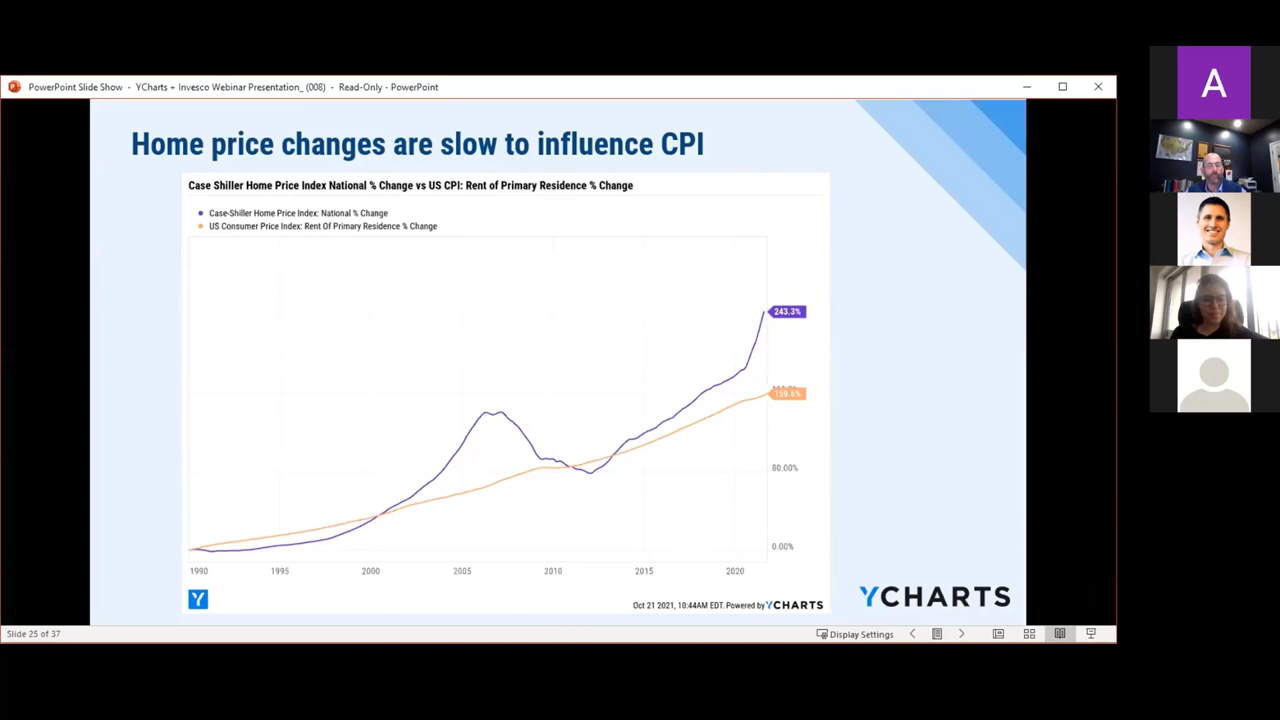 A
PowerPoint Slide Show - YCharts + Invesco Webinar Presentation_ (008) - Read-Only - PowerPoint
Home price changes are slow to influence CPI
Case Shiller Home Price Index National % Change vs US CPI: Rent of Primary Residence % Change
Case-Shiller Home Price Index: National % Change
US Consumer Price Index: Rent Of Primary Residence % Change
243.3%
159.6%
80.00%
0.00%
1990 1995 2000 2005 2010 2015 2020
Y
Oct 21 2021, 10:44AM EDT. Powered by YCHARTS
YCHARTS
Slide 25 of 37
Display Settings